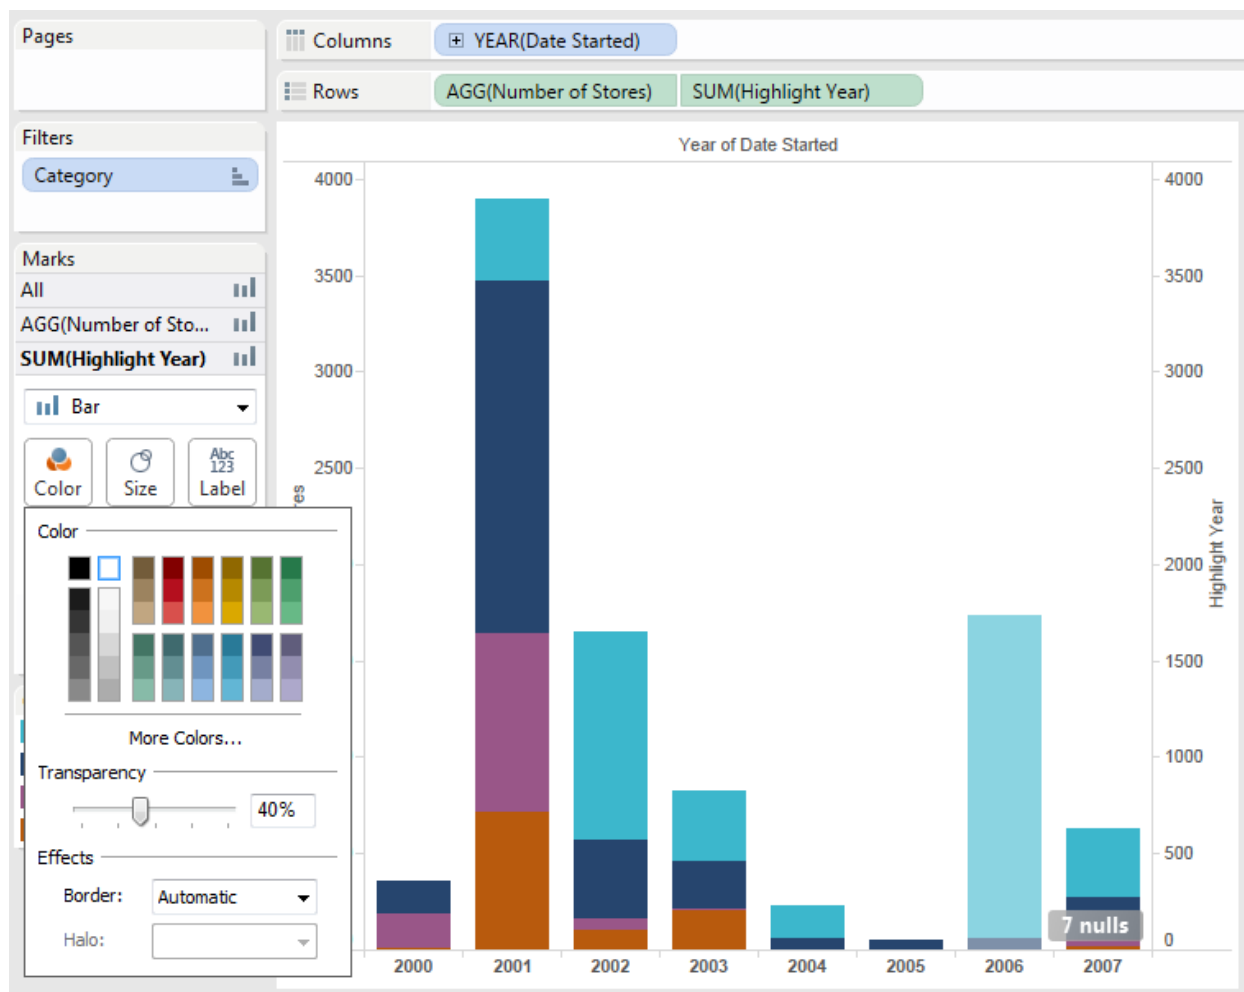 Pages
Columns
YEAR(Date Started)
Rows
AGG(Number of Stores)
SUM(Highlight Year)
Filters
Category
Marks
All
AGG(Number of Sto...
SUM(Highlight Year)
Bar
Color
Size
Abc
123
Label
Color
More Colors...
Transparency
40%
Effects
Border:
Automatic
Halo:
Year of Date Started
4000
3500
3000
2500
4000
3500
3000
2500
2000
1500
1000
500
0
Highlight Year
7 nulls
2000
2001
2002
2003
2004
2005
2006
2007